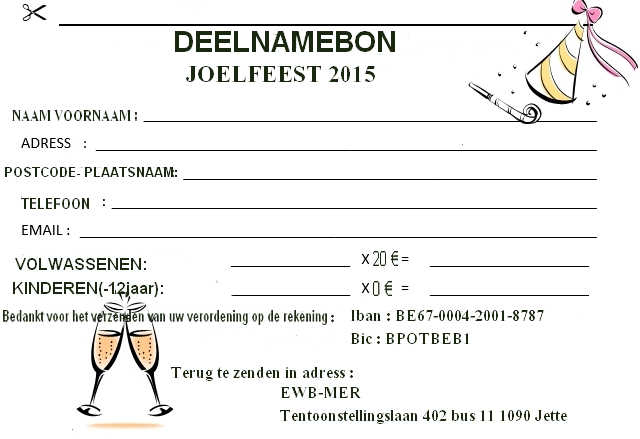 DEELNAMEBON
JOELFEEST 2015
NAAM VOORNAAM :
ADRESS :
POSTCODE- PLAATSNAAM:
TELEFOON :
EMAIL :
VOLWASSENEN: x 20 € =
KINDEREN(-12jaar): x 0 € =
Bedankt voor het verzenden van uw verordening op de rekening : Iban : BE67-0004-2001-8787
Bic : BPOTBEB1
Terug te zenden in adress :
EWB-MER
Tentoonstellingslaan 402 bus 11 1090 Jette